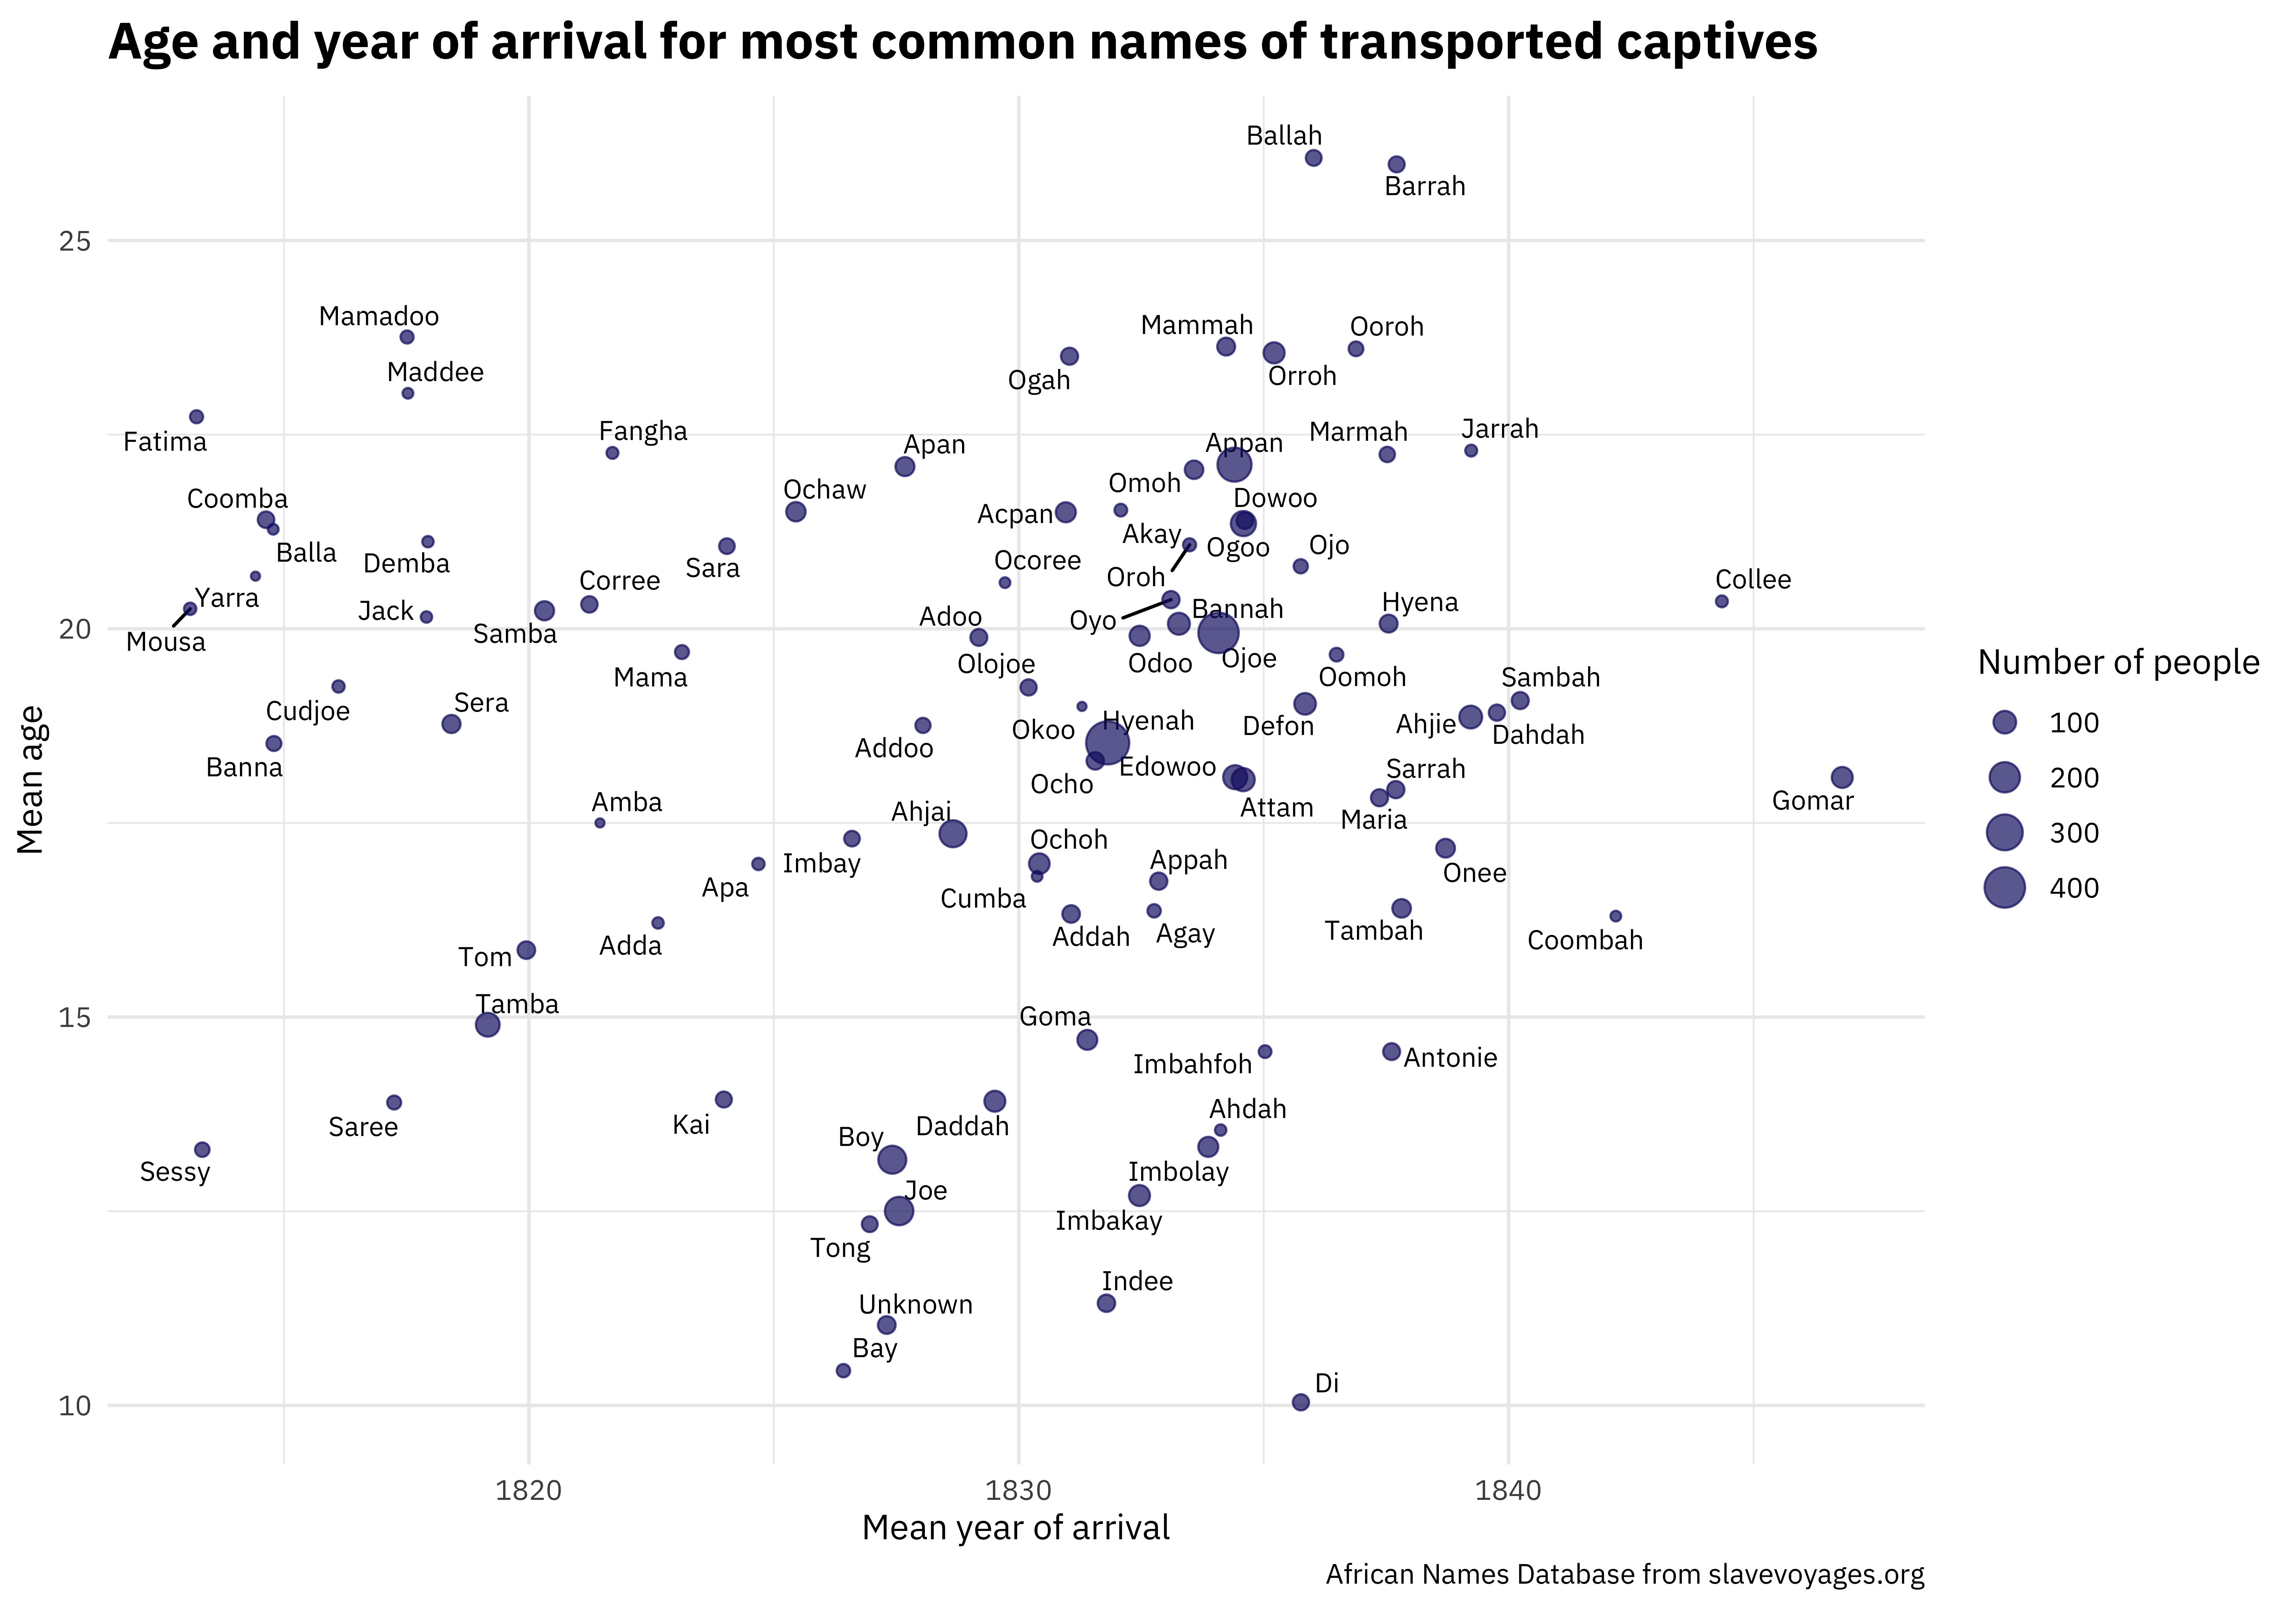 Age and year of arrival for most common names of transported captives
Ballah
Barrah
25
Mamadoo
Mammah
Ooroh
Maddee
Ogah
Orroh
Fatima
Fangha
Apan
Appan
Marmah
Jarrah
Coomba
Ochaw
Omoh
Dowoo
Acpan
Akay
Balla
Demba
Sara
Ocoree
Ogoo
Ojo
Corree
Oroh
Collee
Yarra
Jack
Adoo
Oyo
Bannah
Hyena
20
Mousa
Samba
Mama
Olojoe
Odoo
Ojoe
Oomoh
Sambah
Cudjoe
Sera
Okoo
Hyenah
Defon
Ahjie
Dahdah
Banna
Addoo
Edowoo
Sarrah
Ocho
Gomar
Amba
Ahjai
Attam
Maria
Imbay
Ochoh
Appah
Onee
Apa
Cumba
Adda
Addah
Agay
Tambah
Coombah
Tom
Tamba
15
Goma
Imbahfoh
Antonie
Saree
Kai
Daddah
Ahdah
Boy
Sessy
Imbolay
Joe
Tong
Imbakay
Indee
Unknown
Bay
Di
10
Mean age
1820
1830
1840
Mean year of arrival
Number of people
100
200
300
400
African Names Database from slavevoyages.org